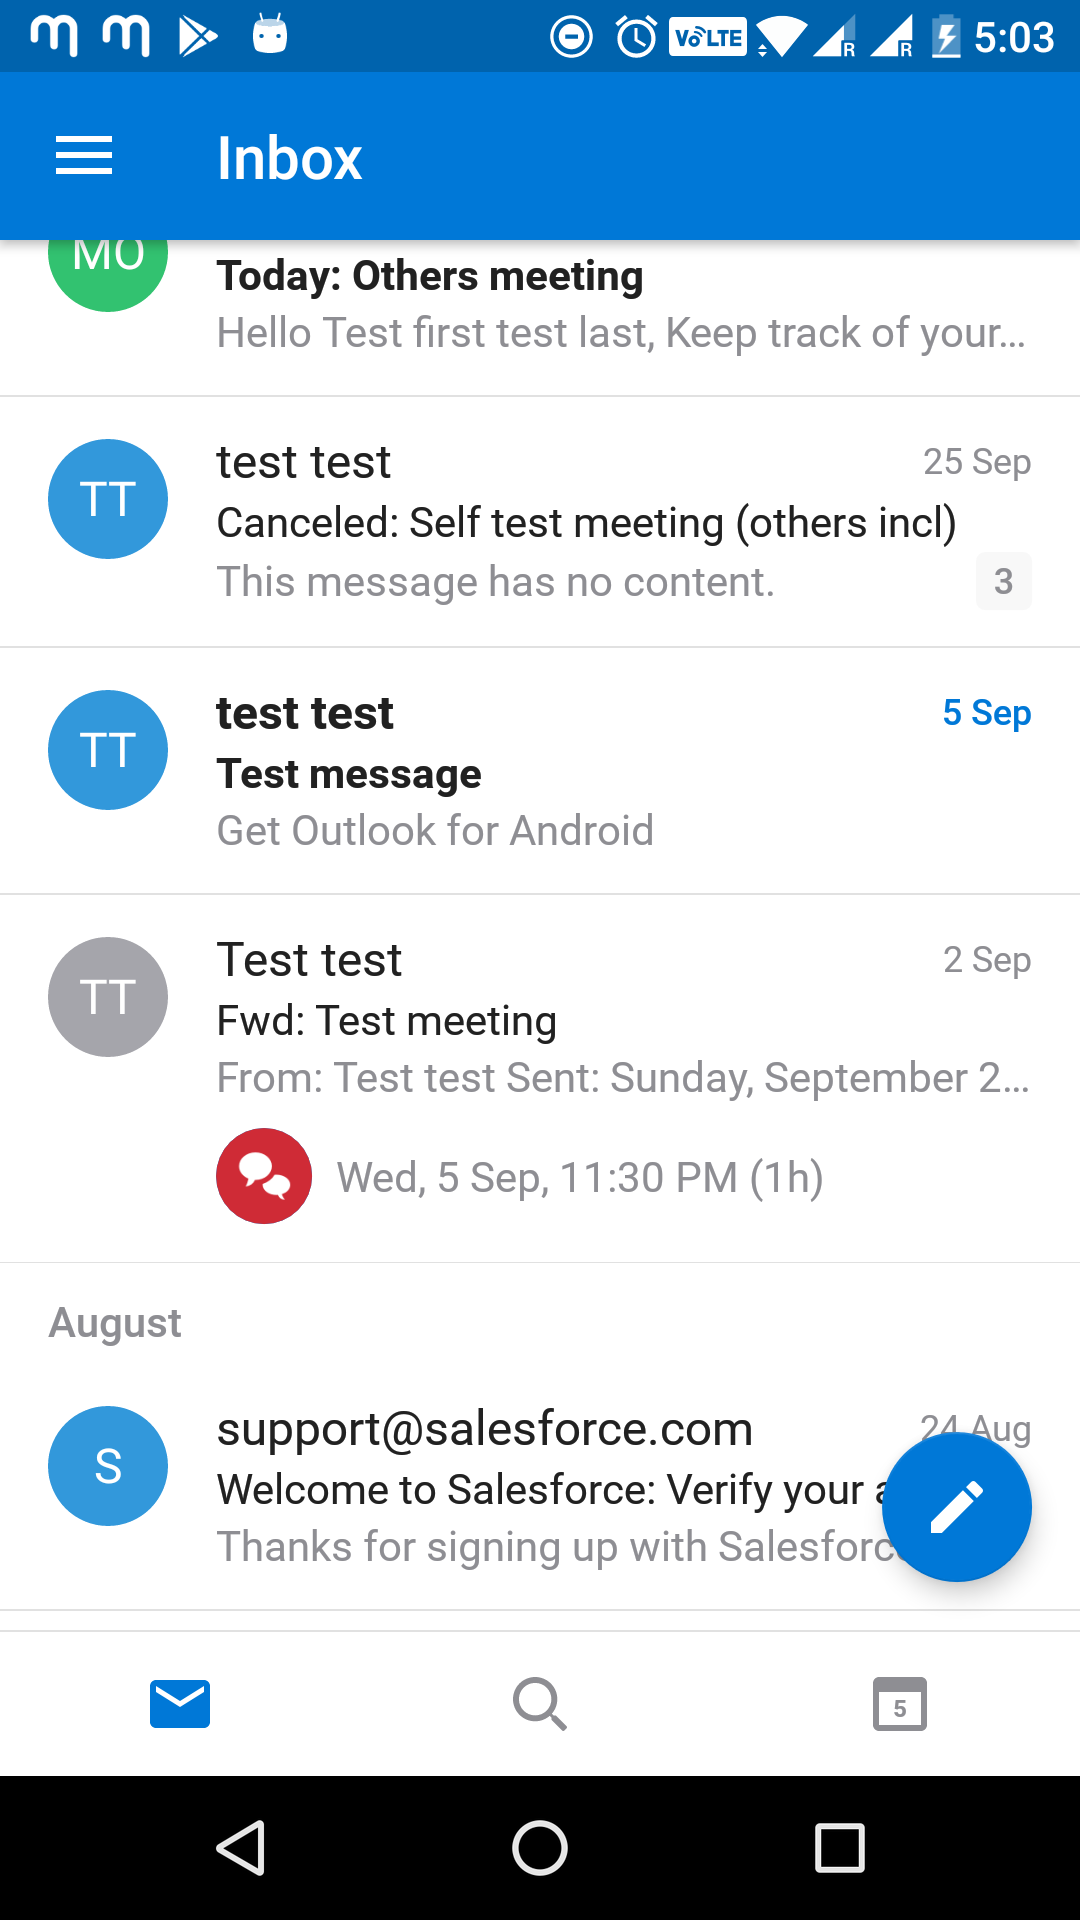 VoLTE R R 5:03
Inbox
MO
Today: Others meeting
Hello Test first test last, Keep track of your...
TT
test test 25 Sep
Canceled: Self test meeting (others incl)
This message has no content. 3
TT
test test 5 Sep
Test message
Get Outlook for Android
TT
Test test 2 Sep
Fwd: Test meeting
From: Test test Sent: Sunday, September 2...
Wed, 5 Sep, 11:30 PM (1h)
August
S
support@salesforce.com 24 Aug
Welcome to Salesforce: Verify your a
Thanks for signing up with Salesforc
5